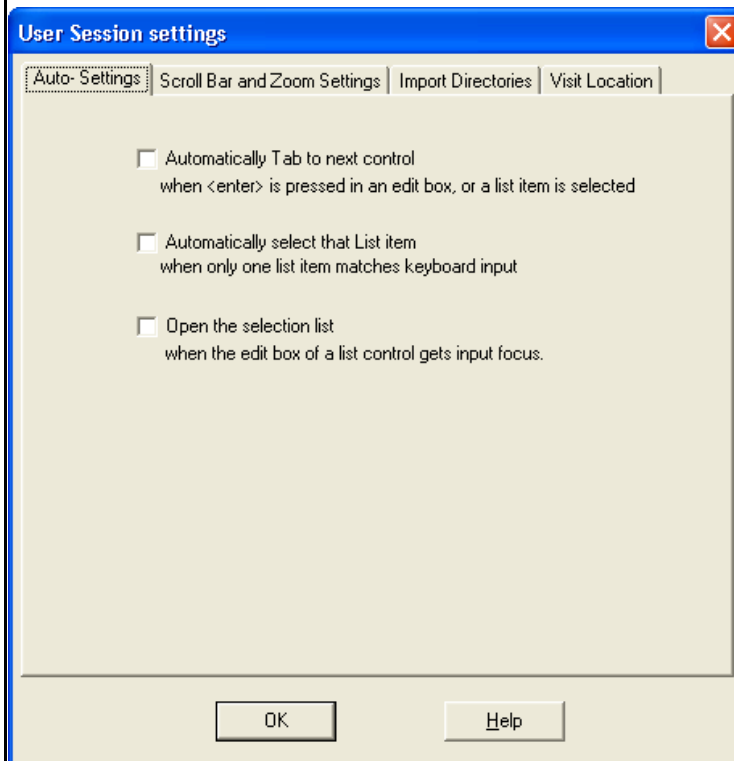 User Session settings
Auto- Settings
Scroll Bar and Zoom Settings
Import Directories
Visit Location
Automatically Tab to next control
when <enter> is pressed in an edit box, or a list item is selected
Automatically select that List item
when only one list item matches keyboard input
Open the selection list
when the edit box of a list control gets input focus.
OK
Help